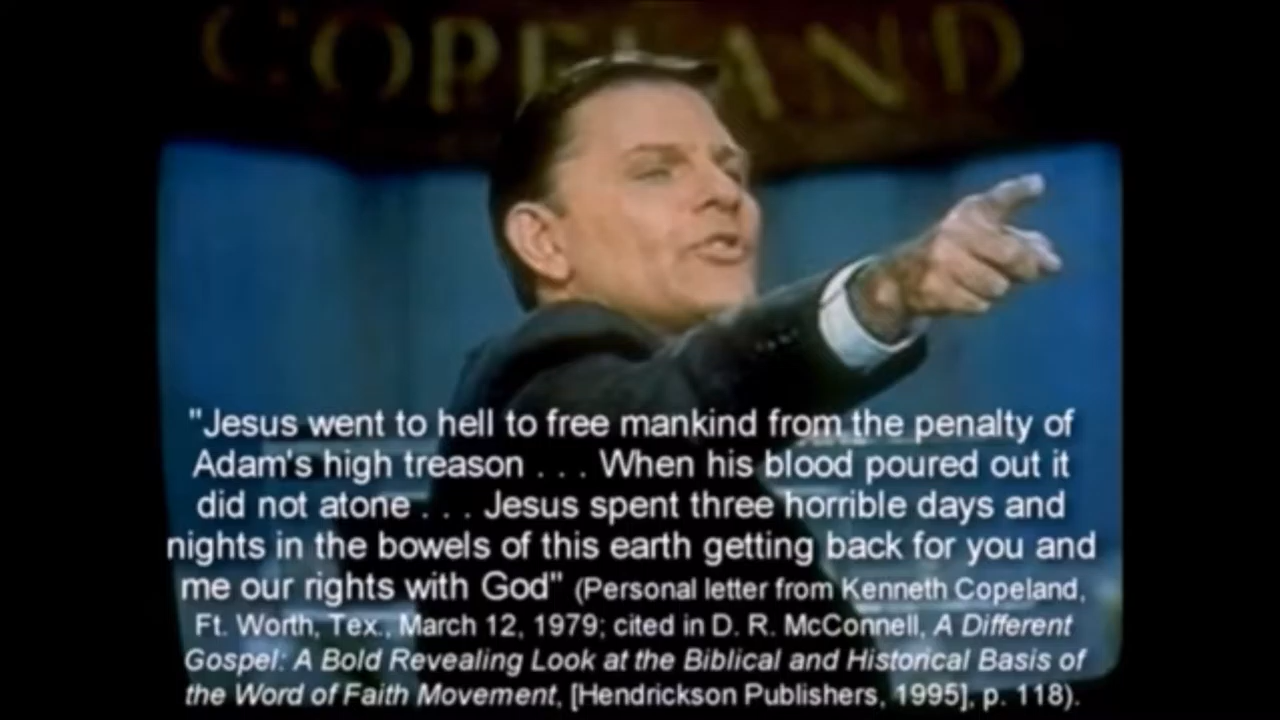 COPELAND
"Jesus went to hell to free mankind from the penalty of
Adam's high treason . . . When his blood poured out it
did not atone . . . Jesus spent three horrible days and
nights in the bowels of this earth getting back for you and
me our rights with God" (Personal letter from Kenneth Copeland,
Ft. Worth, Tex., March 12, 1979; cited in D. R. McConnell, A Different
Gospel: A Bold Revealing Look at the Biblical and Historical Basis of
the Word of Faith Movement, [Hendrickson Publishers, 1995], p. 118).